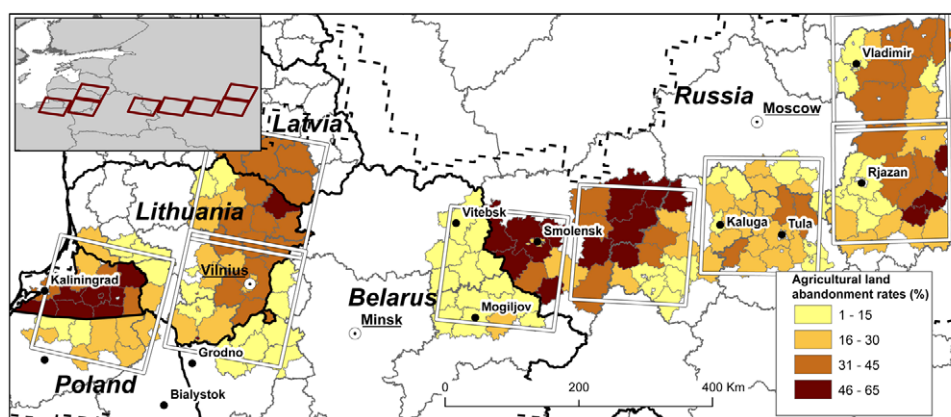 Vladimir
Russia
Moscow
Latvia
Rjazan
Lithuania
Vitebsk
Smolensk
Kaluga
Tula
Kaliningrad
Vilnius
Agricultural land
abandonment rates (%)
1 - 15
16 - 30
31 - 45
46 - 65
Belarus
Mogiljov
Minsk
Grodno
Poland
Bialystok
0 200 400 Km